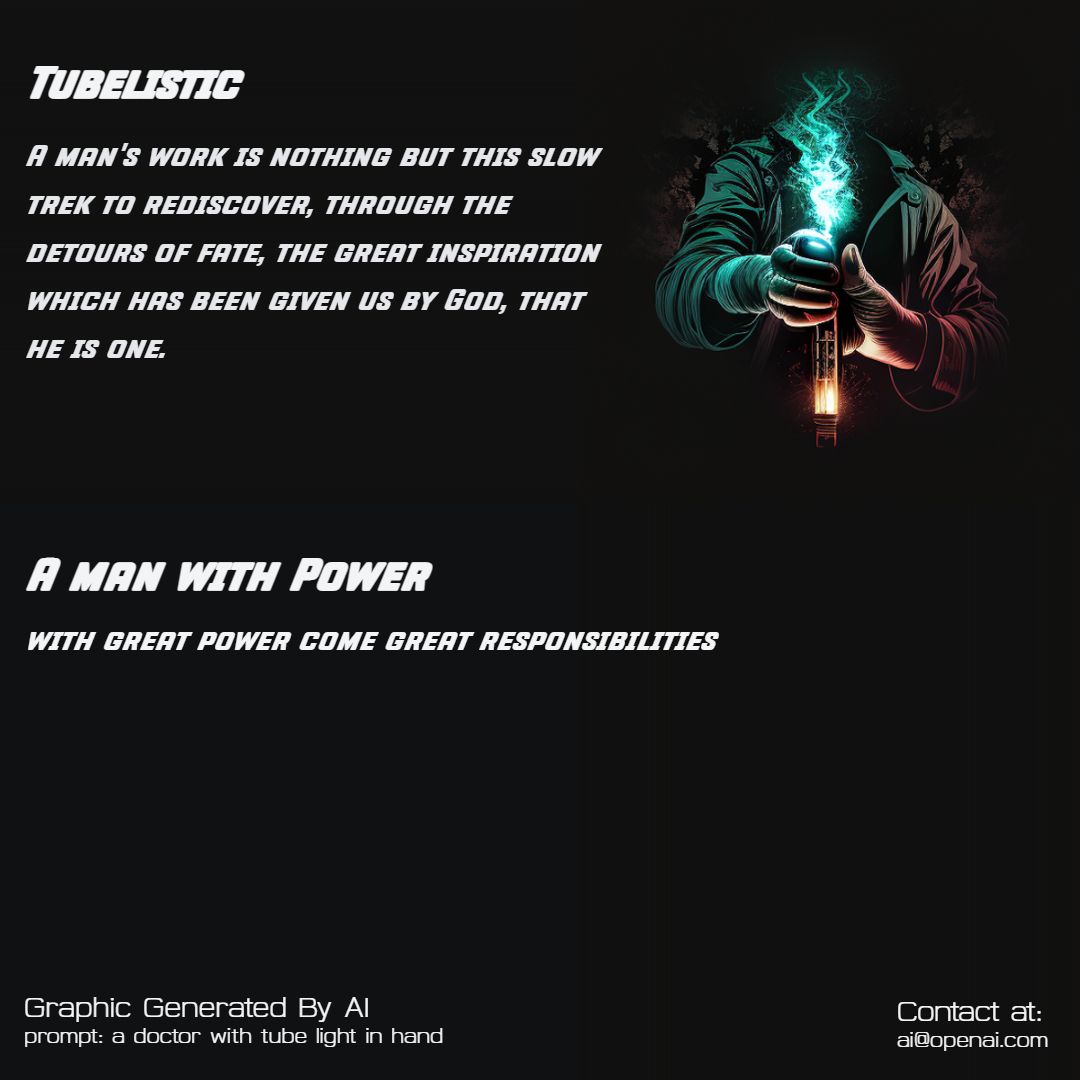 Tubelistic
A man's work is nothing but this slow
trek to rediscover, through the
detours of fate, the great inspiration
which has been given us by God, that
he is one.
A man with Power
with great power come great responsibilities
Graphic Generated By AI
prompt: a doctor with tube light in hand
Contact at:
ai@openai.com